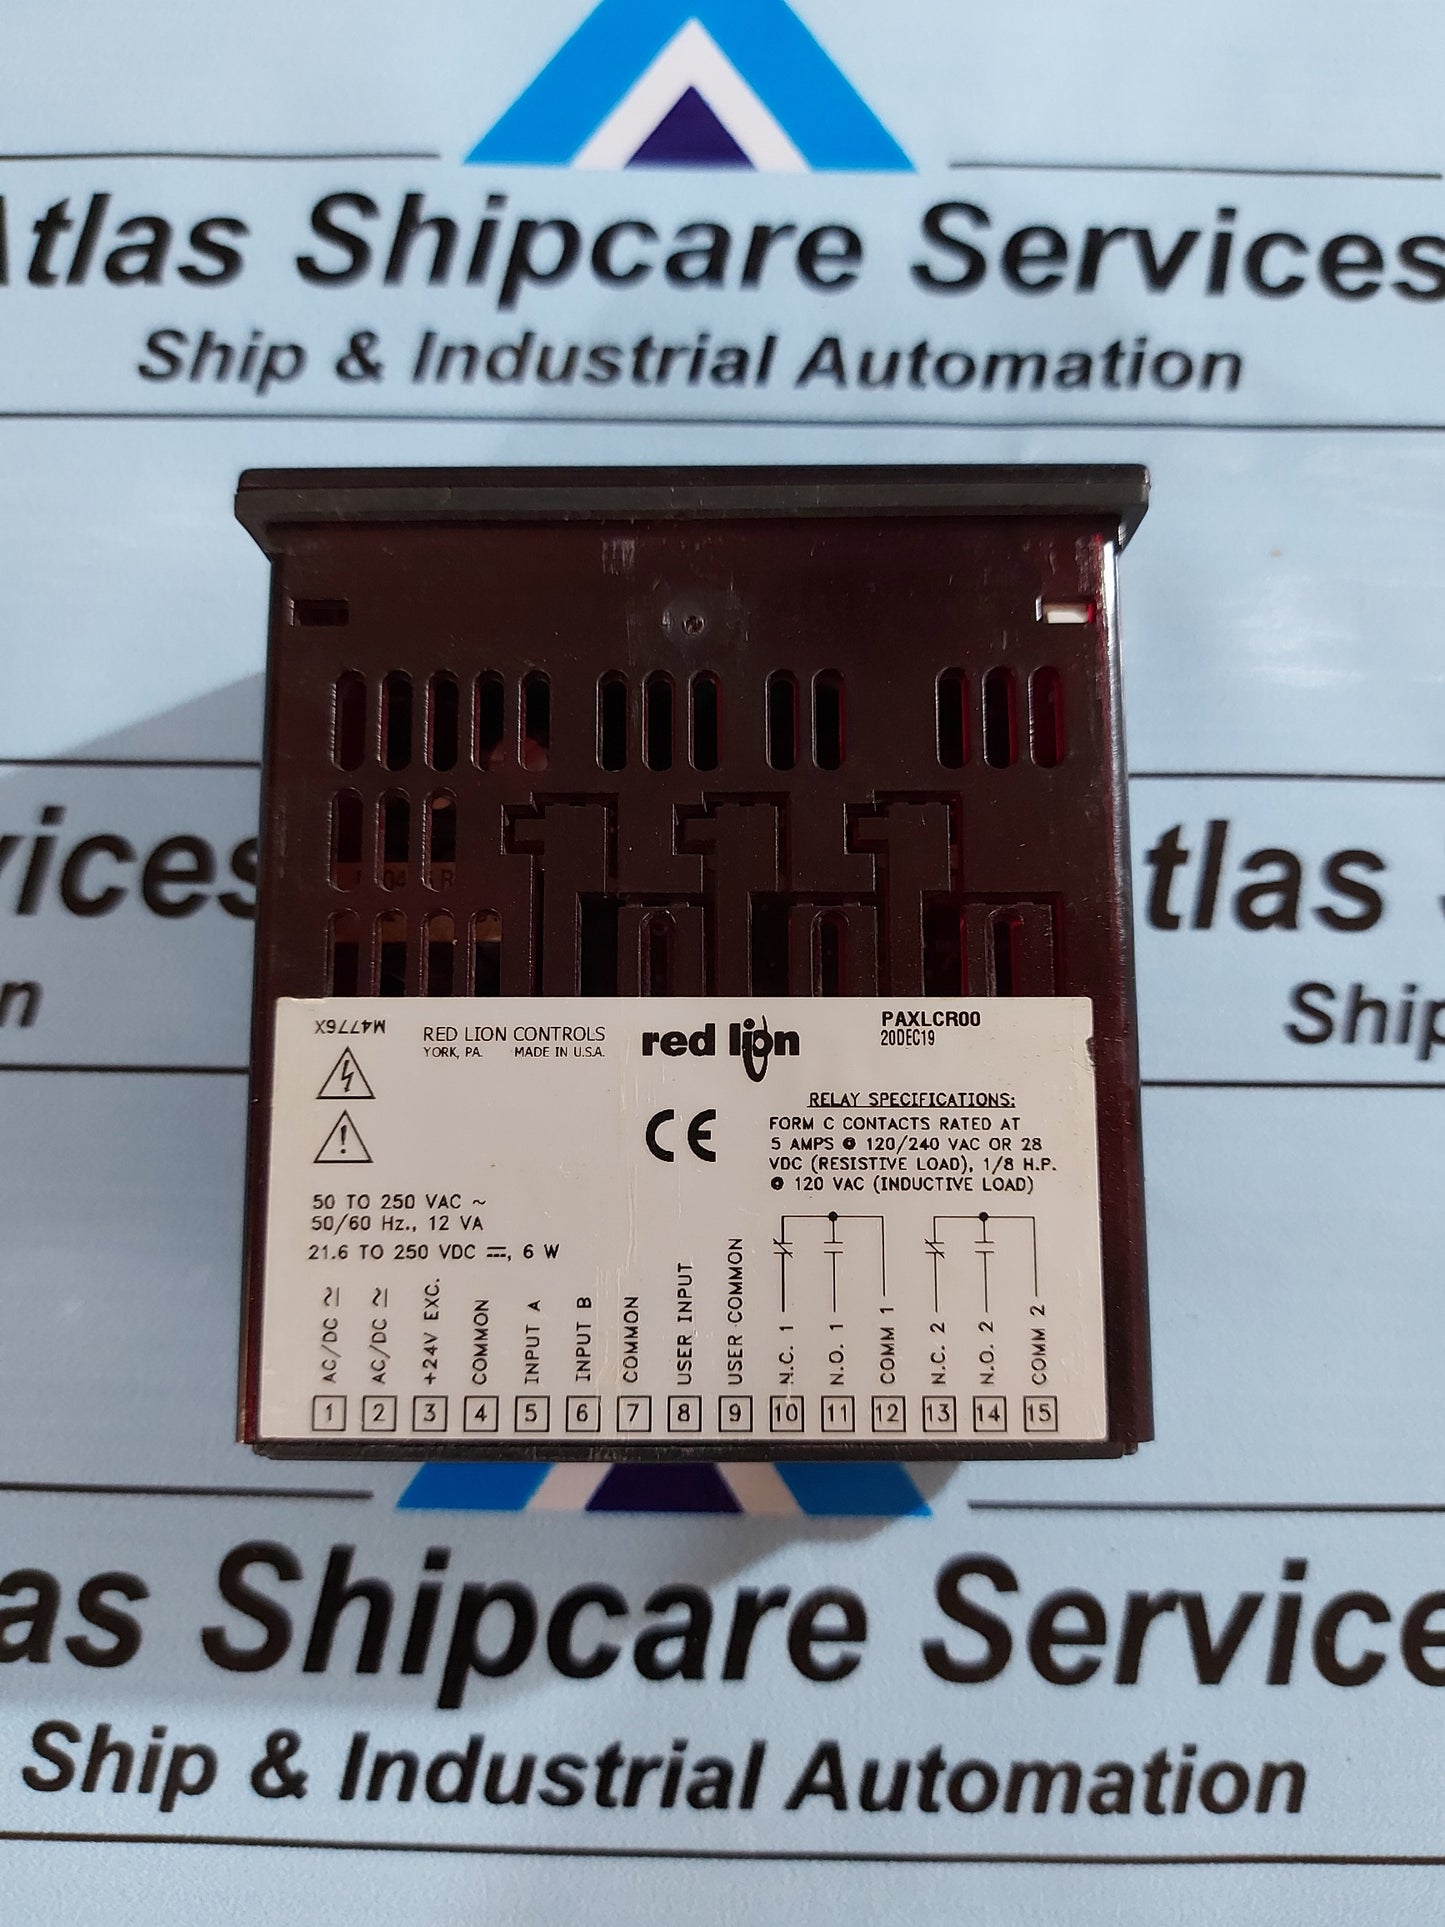 Atlas Shipcare Services
Ship & Industrial Automation
vices
tlas
n
Ship
M4776X
RED LION CONTROLS
YORK, PA. MADE IN U.S.A.
red lion
PAXLCR00
20DEC19
CE
RELAY SPECIFICATIONS:
FORM C CONTACTS RATED AT
5 AMPS @ 120/240 VAC OR 28
VDC (RESISTIVE LOAD), 1/8 H.P.
@ 120 VAC (INDUCTIVE LOAD)
50 TO 250 VAC ~
50/60 Hz., 12 VA
21.6 TO 250 VDC ⎓, 6 W
AC/DC ≂
AC/DC ≂
+24V EXC.
COMMON
INPUT A
INPUT B
COMMON
USER INPUT
USER COMMON
N.C. 1
N.O. 1
COMM 1
N.C. 2
N.O. 2
COMM 2
1 2 3 4 5 6 7 8 9 10 11 12 13 14 15
as Shipcare Service
Ship & Industrial Automation